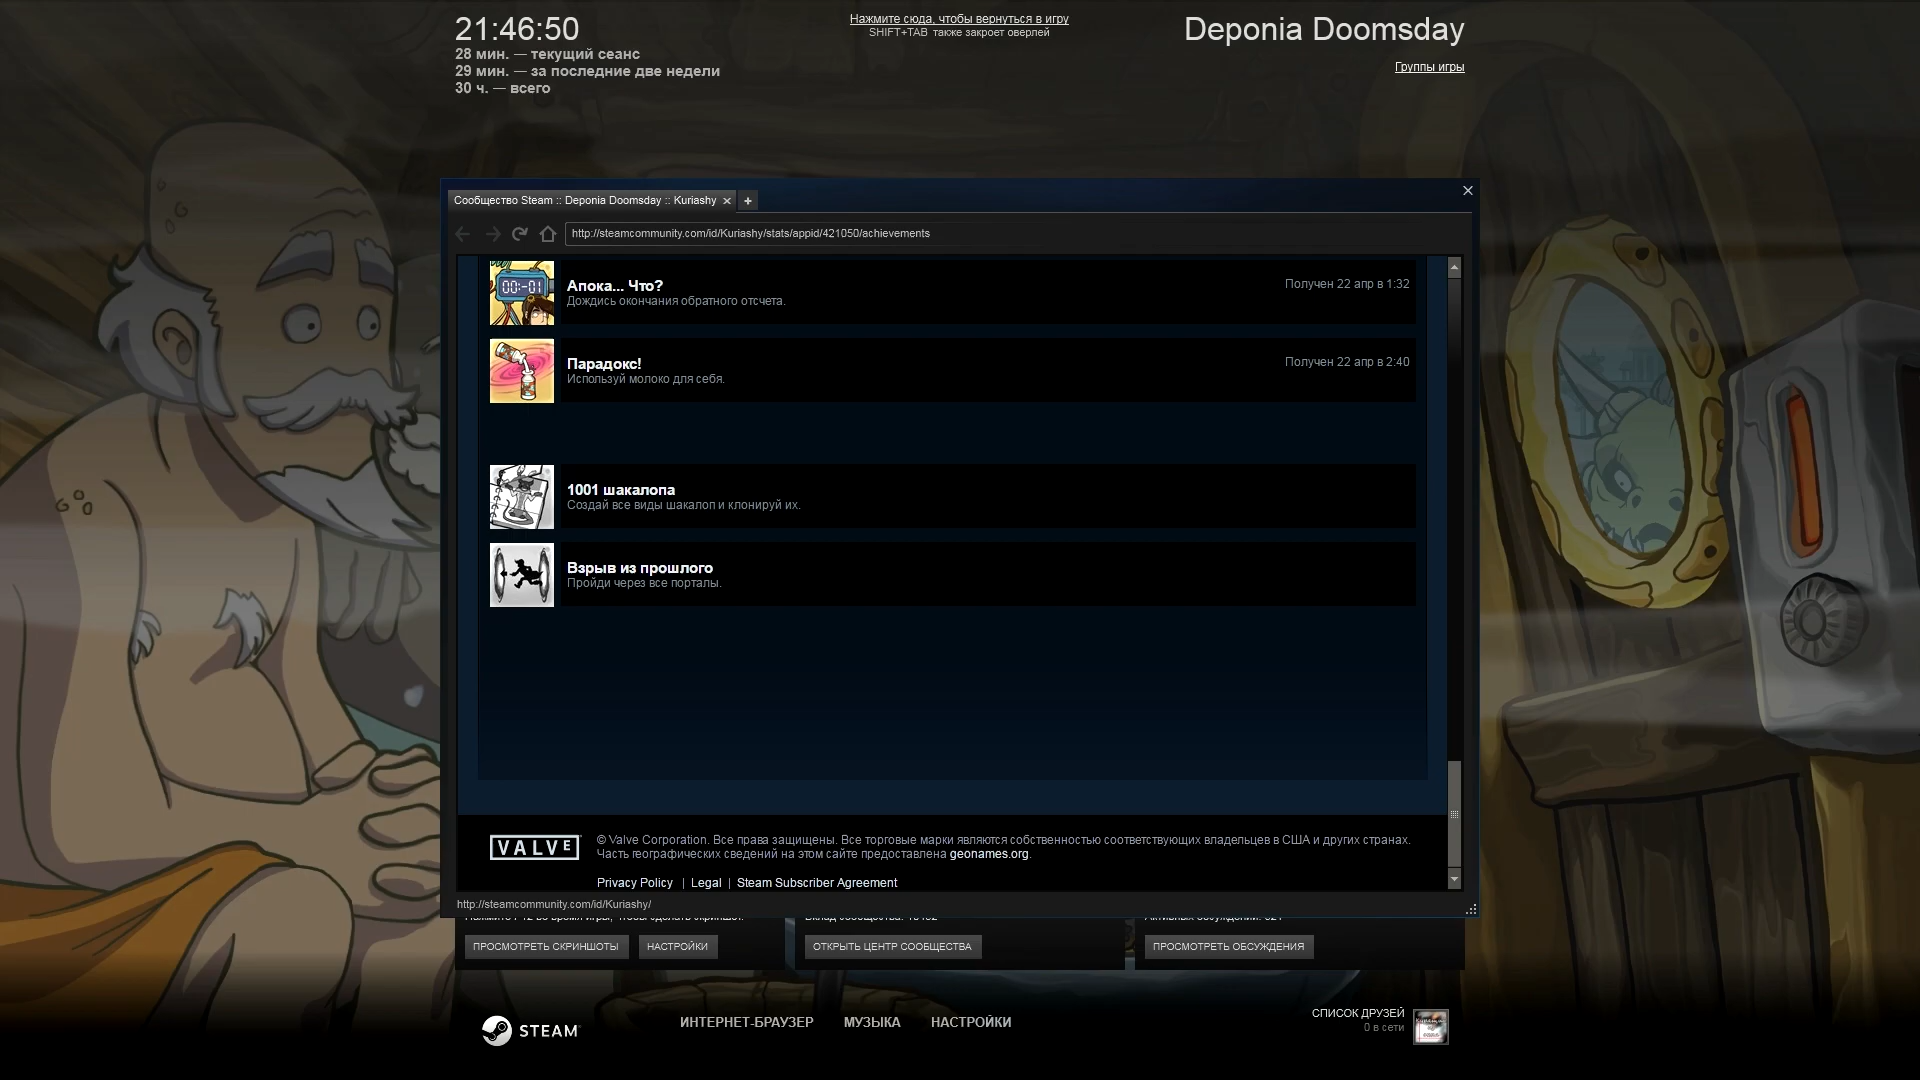 21:46:50
28 мин. — текущий сеанс
29 мин. — за последние две недели
30 ч. — всего
Нажмите сюда, чтобы вернуться в игру
SHIFT+TAB также закроет оверлей
Deponia Doomsday
Группы игры
Сообщество Steam :: Deponia Doomsday :: Kuriashy
http://steamcommunity.com/id/Kuriashy/stats/appid/421050/achievements
00:-01
Апока... Что?
Получен 22 апр в 1:32
Дождись окончания обратного отсчета.
Парадокс!
Получен 22 апр в 2:40
Используй молоко для себя.
1001 шакалопа
Создай все виды шакалоп и клонируй их.
Взрыв из прошлого
Пройди через все порталы.
VALVE
© Valve Corporation. Все права защищены. Все торговые марки являются собственностью соответствующих владельцев в США и других странах.
Часть географических сведений на этом сайте предоставлена geonames.org.
Privacy Policy | Legal | Steam Subscriber Agreement
http://steamcommunity.com/id/Kuriashy/
ПРОСМОТРЕТЬ СКРИНШОТЫ
НАСТРОЙКИ
ОТКРЫТЬ ЦЕНТР СООБЩЕСТВА
ПРОСМОТРЕТЬ ОБСУЖДЕНИЯ
STEAM
ИНТЕРНЕТ-БРАУЗЕР
МУЗЫКА
НАСТРОЙКИ
СПИСОК ДРУЗЕЙ
0 в сети